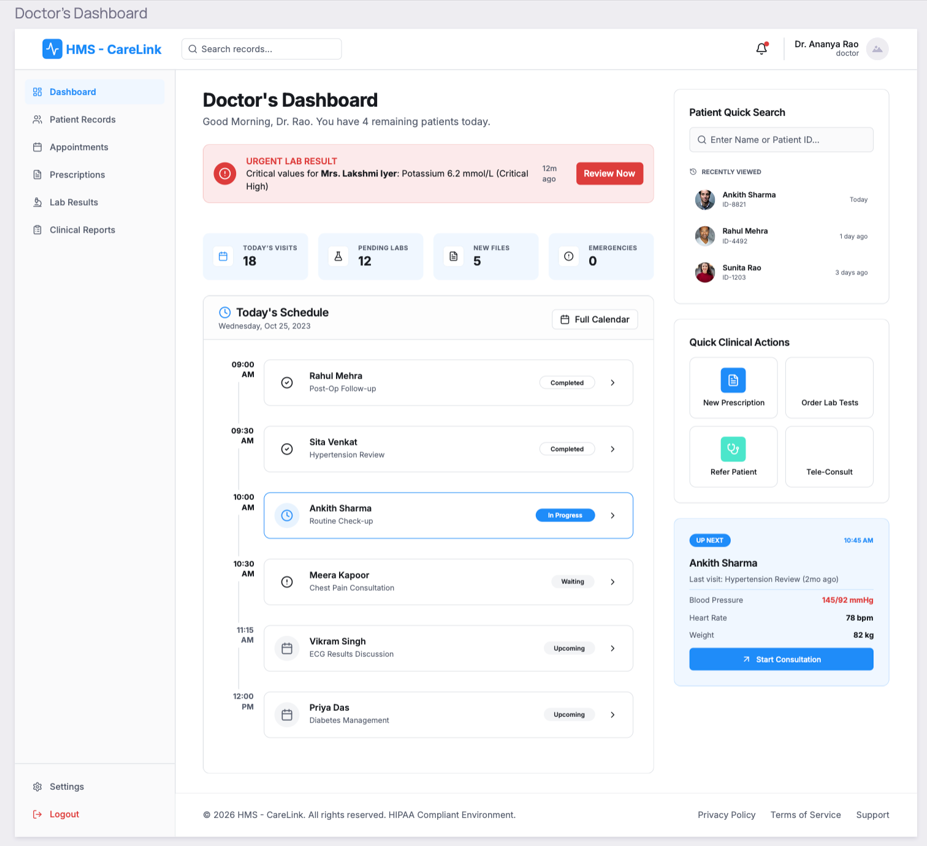 Doctor's Dashboard
HMS - CareLink
Search records...
Dr. Ananya Rao
doctor
Dashboard
Patient Records
Appointments
Prescriptions
Lab Results
Clinical Reports
Settings
Logout
Doctor's Dashboard
Good Morning, Dr. Rao. You have 4 remaining patients today.
URGENT LAB RESULT
Critical values for Mrs. Lakshmi Iyer: Potassium 6.2 mmol/L (Critical
High)
12m
ago
Review Now
TODAY'S VISITS
18
PENDING LABS
12
NEW FILES
5
EMERGENCIES
0
Today's Schedule
Wednesday, Oct 25, 2023
Full Calendar
09:00
AM
Rahul Mehra
Post-Op Follow-up
Completed
09:30
AM
Sita Venkat
Hypertension Review
Completed
10:00
AM
Ankith Sharma
Routine Check-up
In Progress
10:30
AM
Meera Kapoor
Chest Pain Consultation
Waiting
11:15
AM
Vikram Singh
ECG Results Discussion
Upcoming
12:00
PM
Priya Das
Diabetes Management
Upcoming
Patient Quick Search
Enter Name or Patient ID...
RECENTLY VIEWED
Ankith Sharma
ID-8821
Today
Rahul Mehra
ID-4492
1 day ago
Sunita Rao
ID-1203
3 days ago
Quick Clinical Actions
New Prescription
Order Lab Tests
Refer Patient
Tele-Consult
UP NEXT
10:45 AM
Ankith Sharma
Last visit: Hypertension Review (2mo ago)
Blood Pressure
145/92 mmHg
Heart Rate
78 bpm
Weight
82 kg
Start Consultation
© 2026 HMS - CareLink. All rights reserved. HIPAA Compliant Environment.
Privacy Policy
Terms of Service
Support